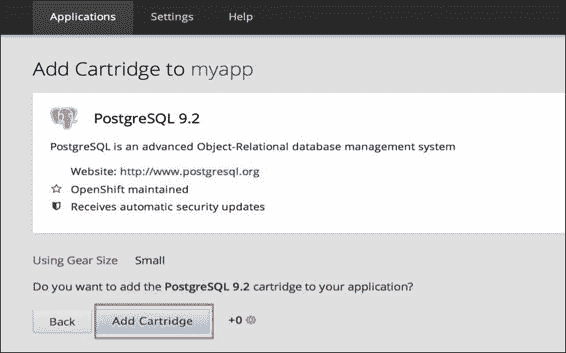 Applications Settings Help
Add Cartridge to myapp
PostgreSQL 9.2
PostgreSQL is an advanced Object-Relational database management system
Website: http://www.postgresql.org
OpenShift maintained
Receives automatic security updates
Using Gear Size Small
Do you want to add the PostgreSQL 9.2 cartridge to your application?
Back Add Cartridge +0